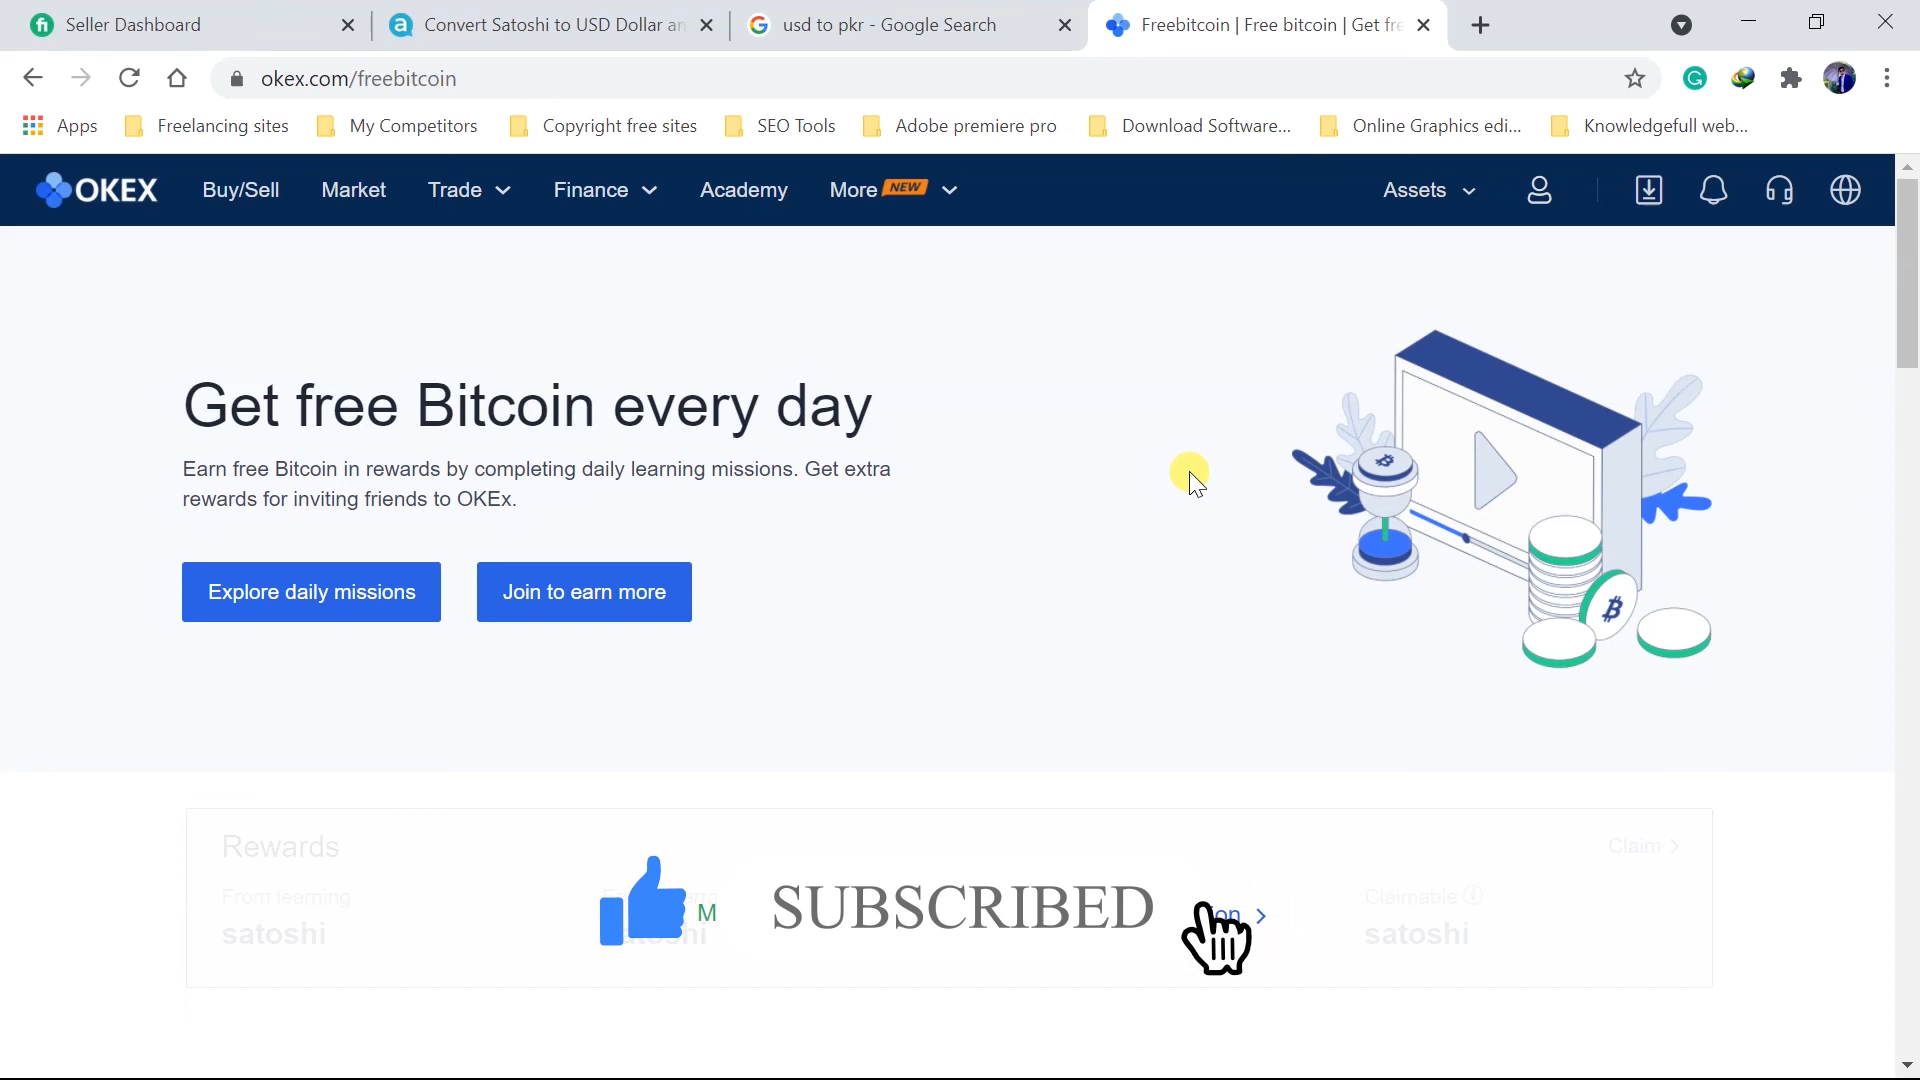 Seller Dashboard
Convert Satoshi to USD Dollar an
usd to pkr - Google Search
Freebitcoin | Free bitcoin | Get fre
okex.com/freebitcoin
Apps
Freelancing sites
My Competitors
Copyright free sites
SEO Tools
Adobe premiere pro
Download Software...
Online Graphics edi...
Knowledgefull web...
OKEX
Buy/Sell
Market
Trade
Finance
Academy
More NEW
Assets
Get free Bitcoin every day
Earn free Bitcoin in rewards by completing daily learning missions. Get extra
rewards for inviting friends to OKEx.
Explore daily missions
Join to earn more
Rewards
Claim >
From learning
Claimable
satoshi
M
SUBSCRIBED
satoshi